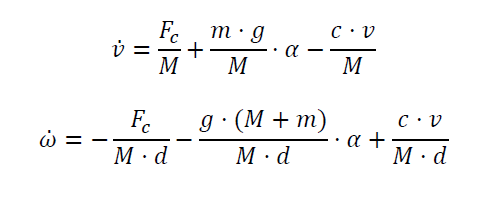 v̇ = F_c/M + (m · g)/M · α − (c · v)/M
ω̇ = − F_c/(M · d) − (g · (M + m))/(M · d) · α + (c · v)/(M · d)